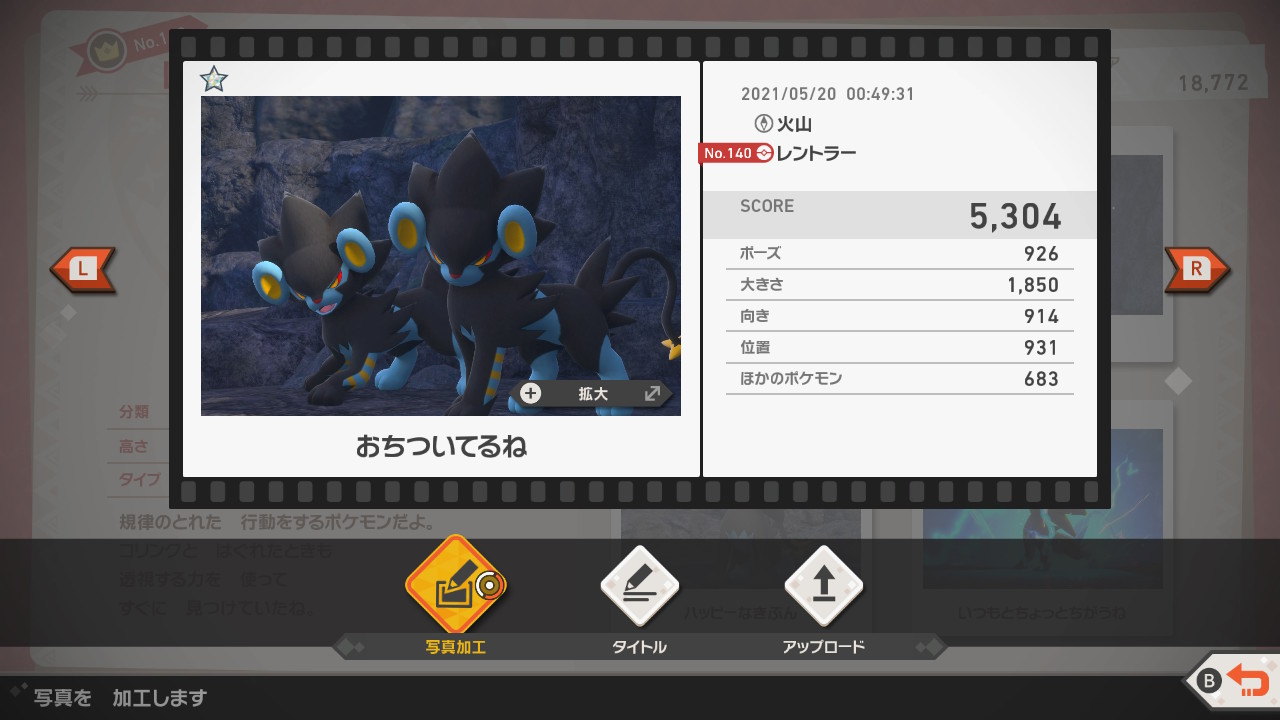 No.1
18,772
2021/05/20 00:49:31
火山
No.140 レントラー
SCORE 5,304
ポーズ 926
大きさ 1,850
向き 914
位置 931
ほかのポケモン 683
+ 拡大
おちついてるね
L
R
分類
高さ
タイプ
規律のとれた 行動をするポケモンだよ。
コリンクと はぐれたときも
透視する力を 使って
すぐに 見つけていたね。
ハッピーなきぶん
いつもとちょっとちがうね
写真加工
タイトル
アップロード
写真を 加工します
B